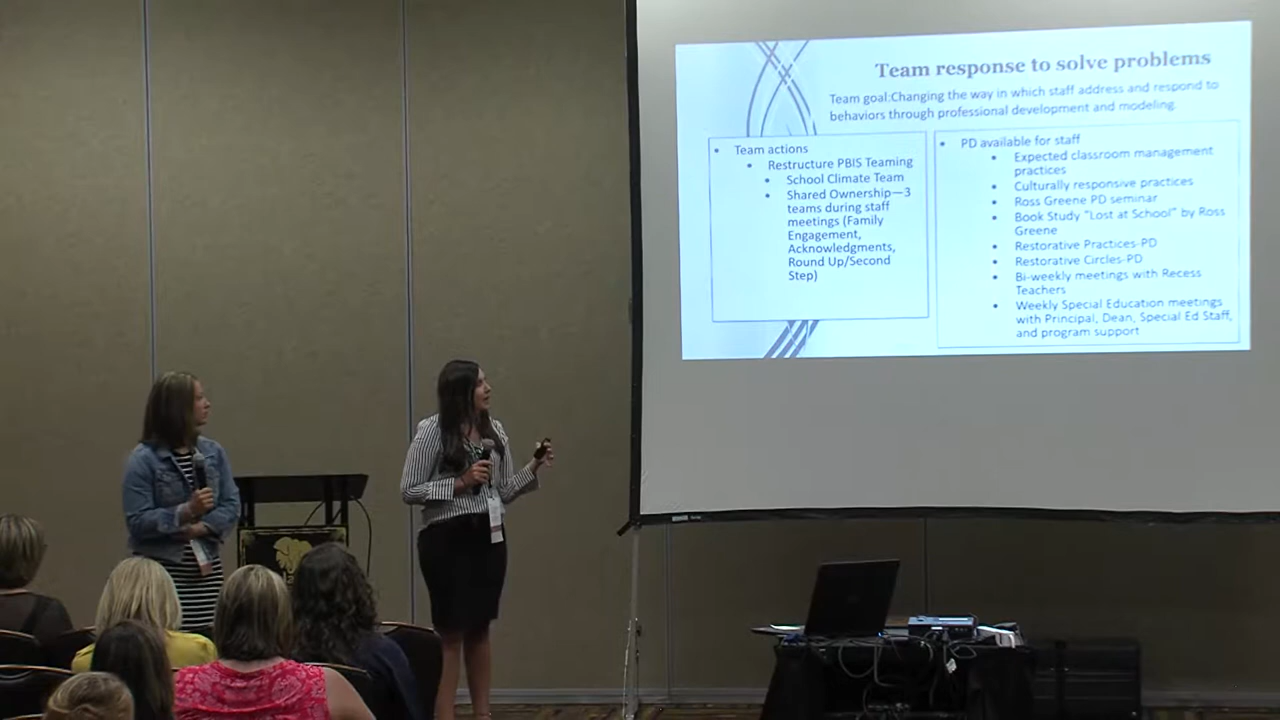 Team response to solve problems
Team goal:Changing the way in which staff address and respond to
behaviors through professional development and modeling.
• Team actions
• Restructure PBIS Teaming
• School Climate Team
• Shared Ownership—3
teams during staff
meetings (Family
Engagement,
Acknowledgments,
Round Up/Second
Step)
• PD available for staff
• Expected classroom management
practices
• Culturally responsive practices
• Ross Greene PD seminar
• Book Study "Lost at School" by Ross
Greene
• Restorative Practices-PD
• Restorative Circles-PD
• Bi-weekly meetings with Recess
Teachers
• Weekly Special Education meetings
with Principal, Dean, Special Ed Staff,
and program support